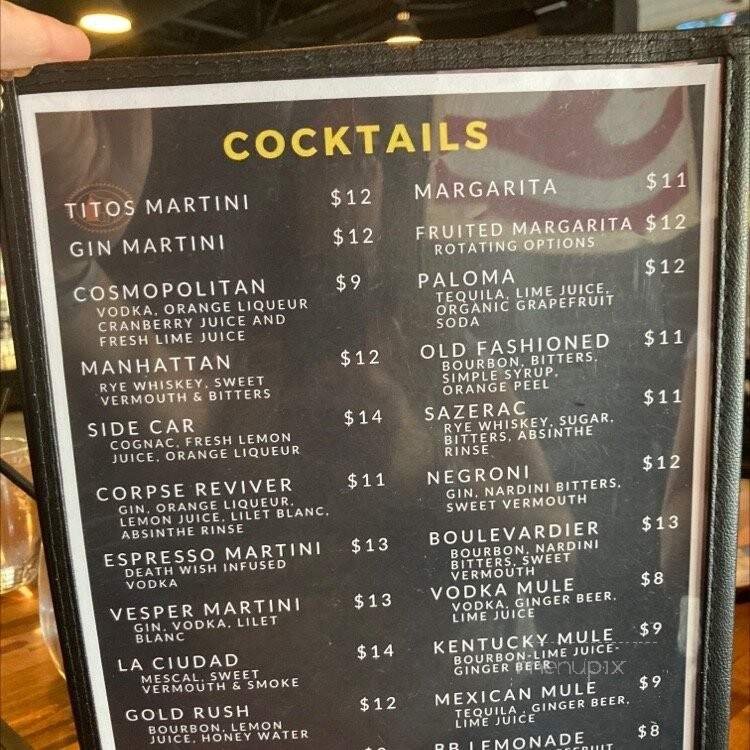 COCKTAILS
TITOS MARTINI $12
GIN MARTINI $12
COSMOPOLITAN $9
VODKA, ORANGE LIQUEUR
CRANBERRY JUICE AND
FRESH LIME JUICE
MANHATTAN $12
RYE WHISKEY, SWEET
VERMOUTH & BITTERS
SIDE CAR $14
COGNAC, FRESH LEMON
JUICE, ORANGE LIQUEUR
CORPSE REVIVER $11
GIN, ORANGE LIQUEUR,
LEMON JUICE, LILET BLANC,
ABSINTHE RINSE
ESPRESSO MARTINI $13
DEATH WISH INFUSED
VODKA
VESPER MARTINI $13
GIN, VODKA, LILET
BLANC
LA CIUDAD $14
MESCAL, SWEET
VERMOUTH & SMOKE
GOLD RUSH $12
BOURBON, LEMON
JUICE, HONEY WATER
MARGARITA $11
FRUITED MARGARITA $12
ROTATING OPTIONS
PALOMA $12
TEQUILA, LIME JUICE,
ORGANIC GRAPEFRUIT
SODA
OLD FASHIONED $11
BOURBON, BITTERS,
SIMPLE SYRUP,
ORANGE PEEL
SAZERAC $11
RYE WHISKEY, SUGAR,
BITTERS, ABSINTHE
RINSE
NEGRONI $12
GIN, NARDINI BITTERS,
SWEET VERMOUTH
BOULEVARDIER $13
BOURBON, NARDINI
BITTERS, SWEET
VERMOUTH
VODKA MULE $8
VODKA, GINGER BEER,
LIME JUICE
KENTUCKY MULE $9
BOURBON-LIME JUICE-
GINGER BEER
menupix
MEXICAN MULE $9
TEQUILA , GINGER BEER,
LIME JUICE
BB LEMONADE $8